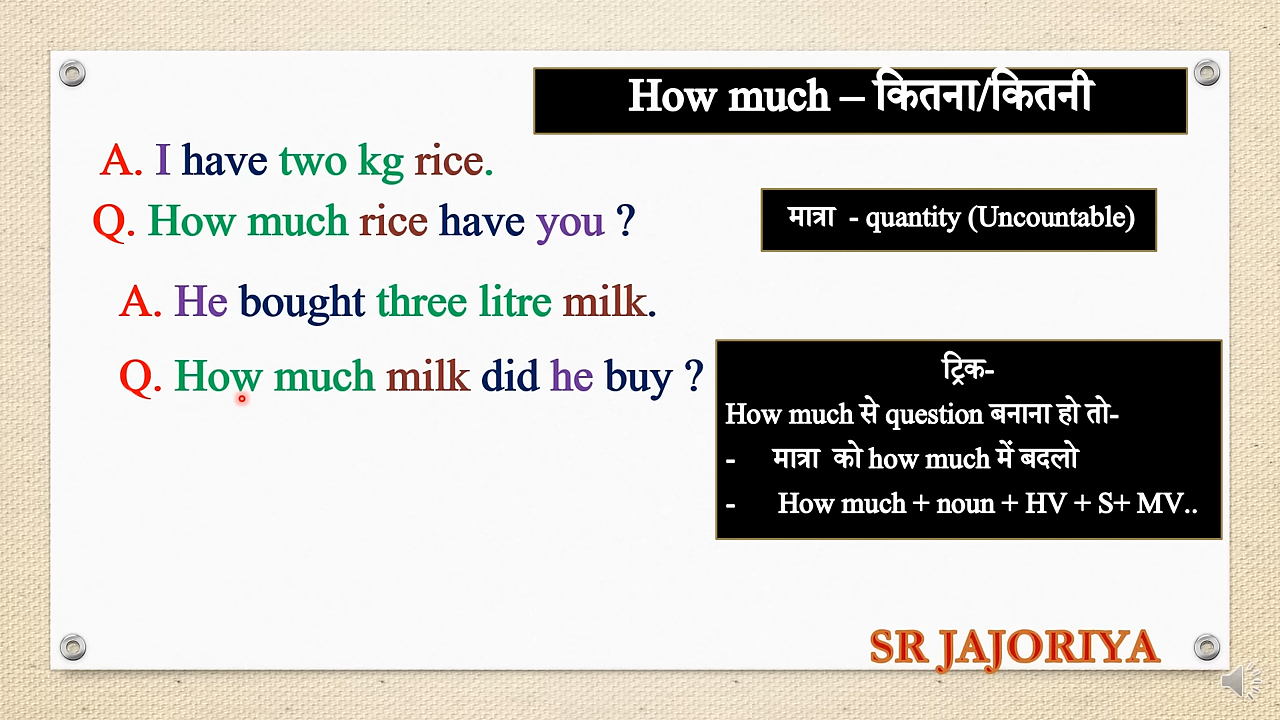 How much – कितना/कितनी
A. I have two kg rice.
Q. How much rice have you ?
मात्रा - quantity (Uncountable)
A. He bought three litre milk.
Q. How much milk did he buy ?
ट्रिक-
How much से question बनाना हो तो-
- मात्रा को how much में बदलो
- How much + noun + HV + S+ MV..
SR JAJORIYA